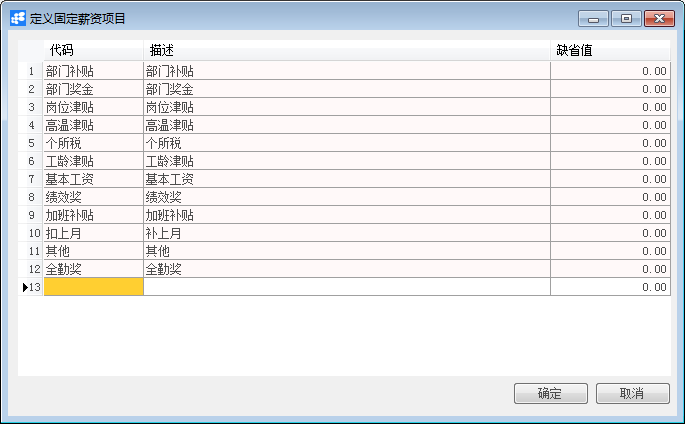 定义固定薪资项目
代码 描述 缺省值
1 部门补贴 部门补贴 0.00
2 部门奖金 部门奖金 0.00
3 岗位津贴 岗位津贴 0.00
4 高温津贴 高温津贴 0.00
5 个所税 个所税 0.00
6 工龄津贴 工龄津贴 0.00
7 基本工资 基本工资 0.00
8 绩效奖 绩效奖 0.00
9 加班补贴 加班补贴 0.00
10 扣上月 补上月 0.00
11 其他 其他 0.00
12 全勤奖 全勤奖 0.00
13 0.00
确定 取消